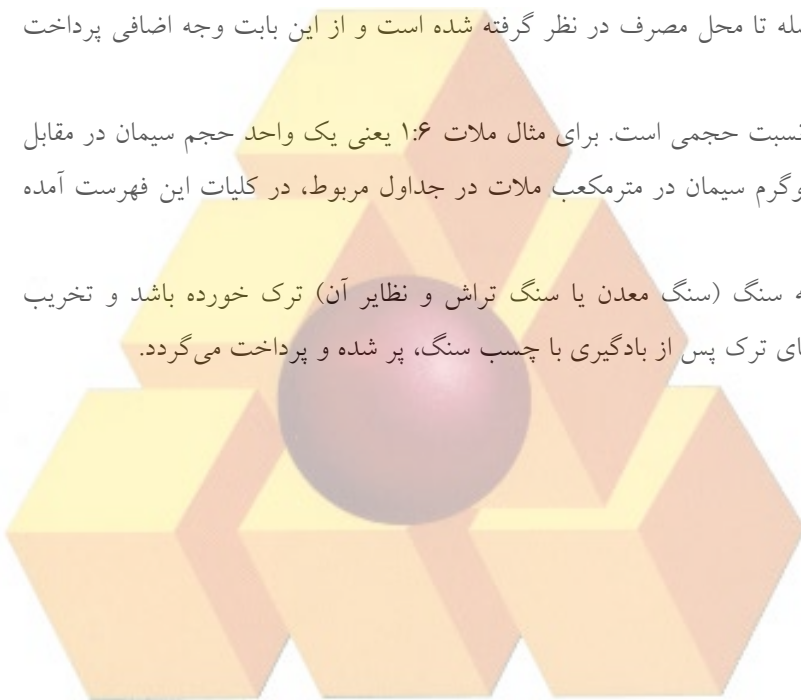 تا محل مصرف در نظر گرفته شده است و از این بابت وجه اضافی پرداخت
نسبت حجمی است. برای مثال ملات ۱:۶ یعنی یک واحد حجم سیمان در مقابل
سیمان در مترمکعب ملات در جداول مربوط، در کلیات این فهرست آمده
سنگ (سنگ معدن یا سنگ تراش و نظایر آن) ترک خورده باشد و تخریب
ترک پس از بادگیری با چسب سنگ، پر شده و پرداخت می‌گردد.